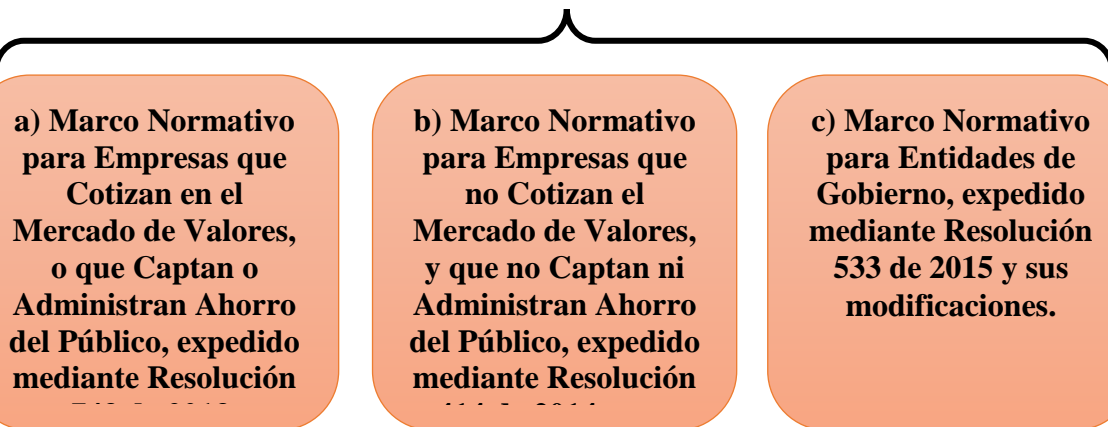 a) Marco Normativo
para Empresas que
Cotizan en el
Mercado de Valores,
o que Captan o
Administran Ahorro
del Público, expedido
mediante Resolución
b) Marco Normativo
para Empresas que
no Cotizan el
Mercado de Valores,
y que no Captan ni
Administran Ahorro
del Público, expedido
mediante Resolución
c) Marco Normativo
para Entidades de
Gobierno, expedido
mediante Resolución
533 de 2015 y sus
modificaciones.